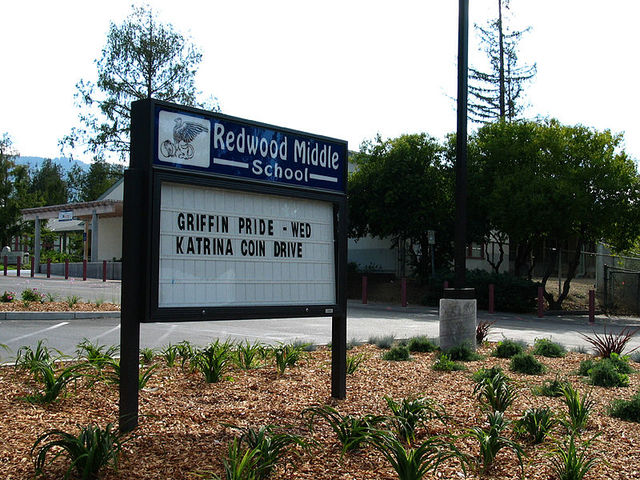 Redwood Middle
School
GRIFFIN PRIDE - WED
KATRINA COIN DRIVE